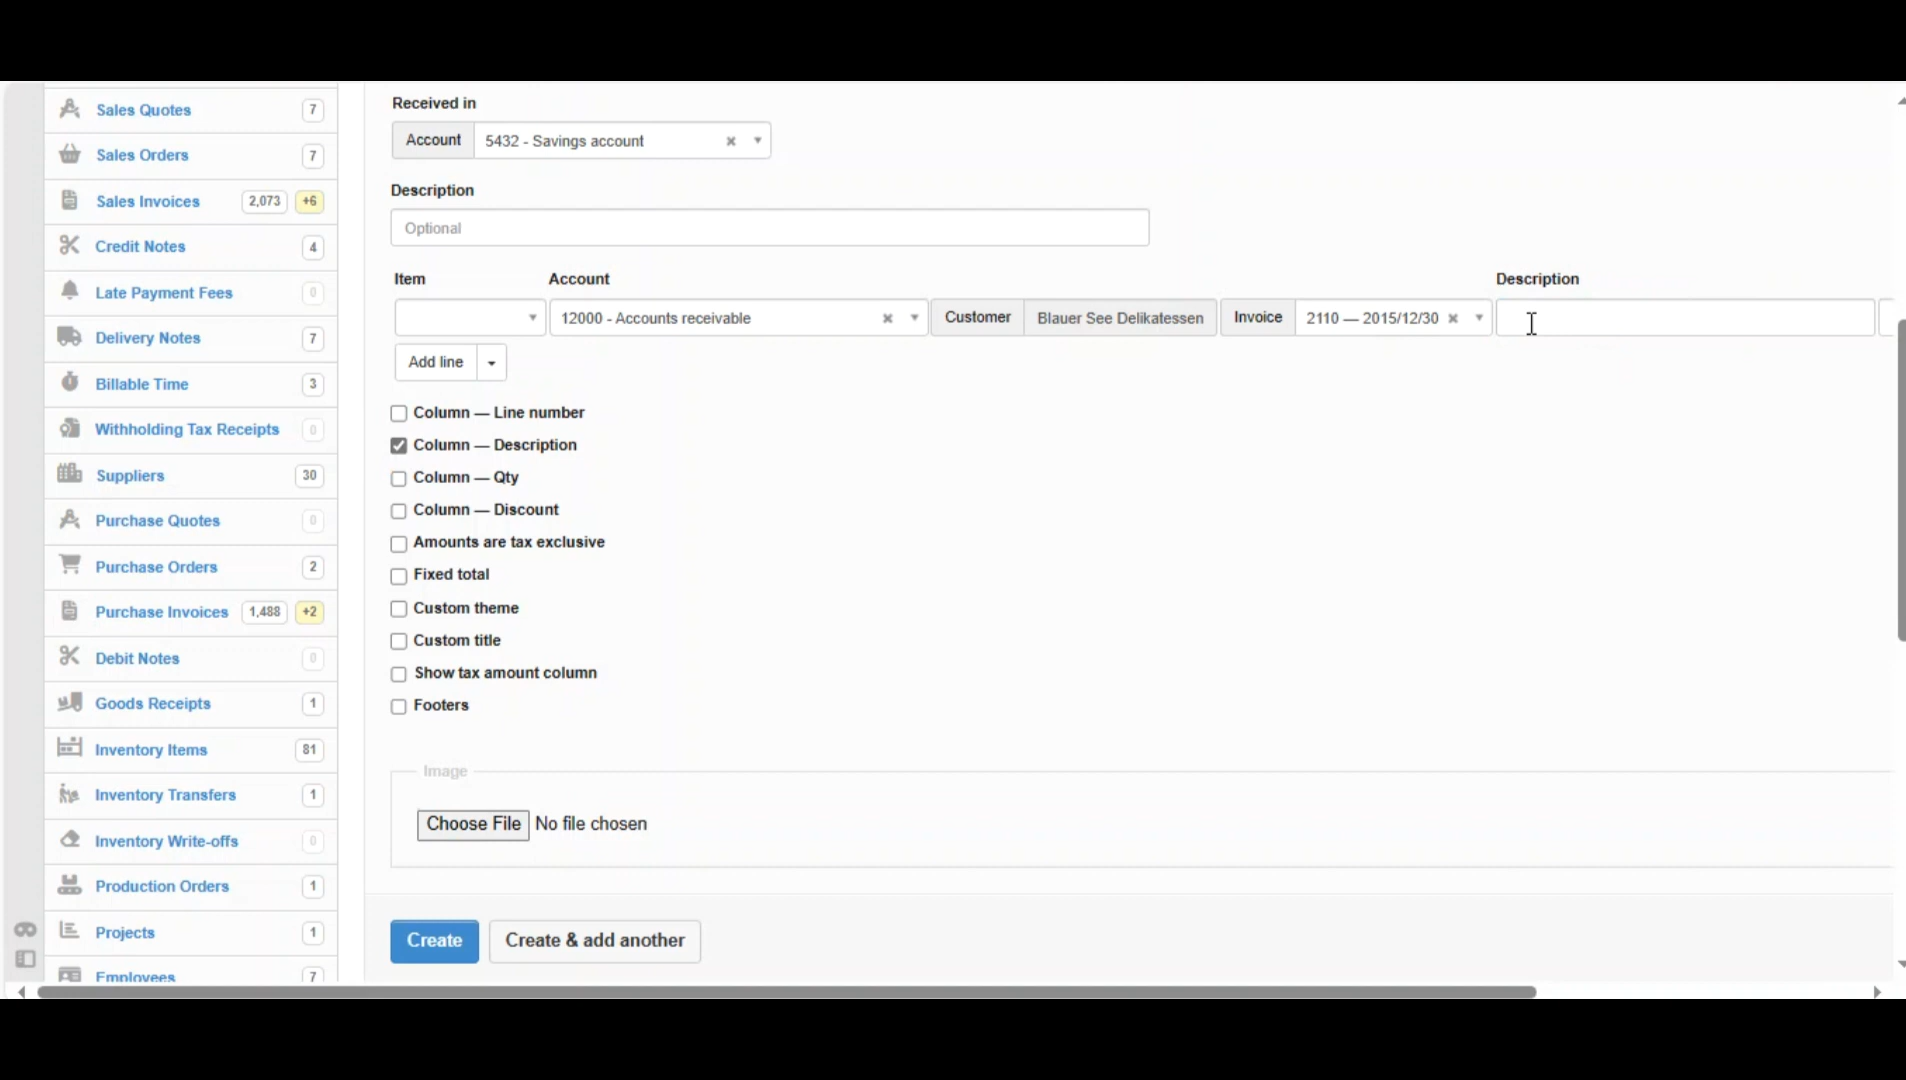 Sales Quotes 7
Sales Orders 7
Sales Invoices 2,073 +6
Credit Notes 4
Late Payment Fees 0
Delivery Notes 7
Billable Time 3
Withholding Tax Receipts 0
Suppliers 30
Purchase Quotes 0
Purchase Orders 2
Purchase Invoices 1,488 +2
Debit Notes 0
Goods Receipts 1
Inventory Items 81
Inventory Transfers 1
Inventory Write-offs 0
Production Orders 1
Projects 1
Employees 7
Received in
Account 5432 - Savings account
Description
Optional
Item Account Description
12000 - Accounts receivable Customer Blauer See Delikatessen Invoice 2110 — 2015/12/30
Add line
Column — Line number
Column — Description
Column — Qty
Column — Discount
Amounts are tax exclusive
Fixed total
Custom theme
Custom title
Show tax amount column
Footers
Image
Choose File No file chosen
Create Create & add another